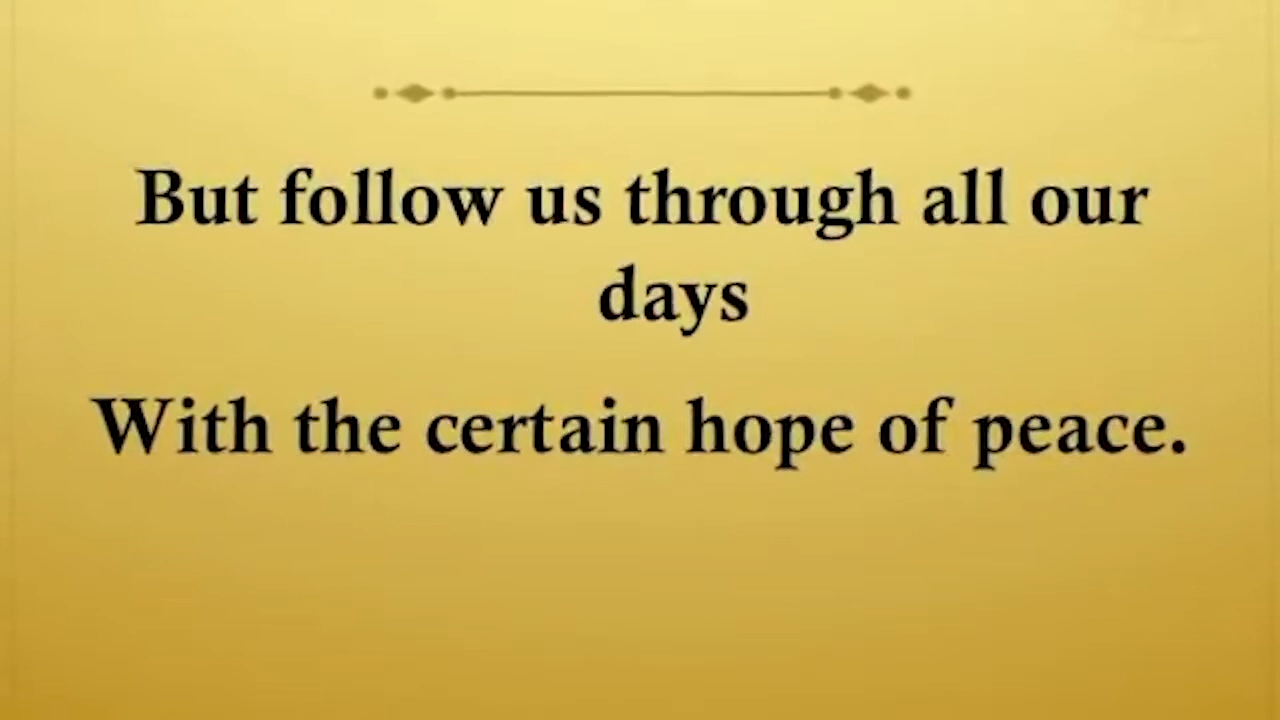 But follow us through all our
days
With the certain hope of peace.